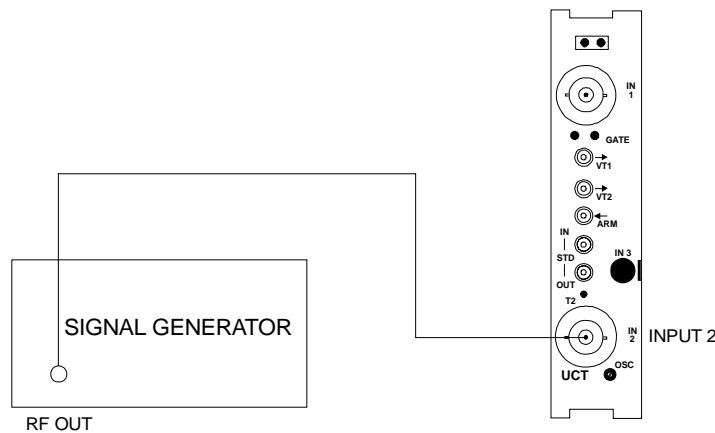 IN
1
GATE
VT1
VT2
ARM
IN
STD
OUT
IN 3
T2
IN
2
INPUT 2
UCT
OSC
SIGNAL GENERATOR
RF OUT